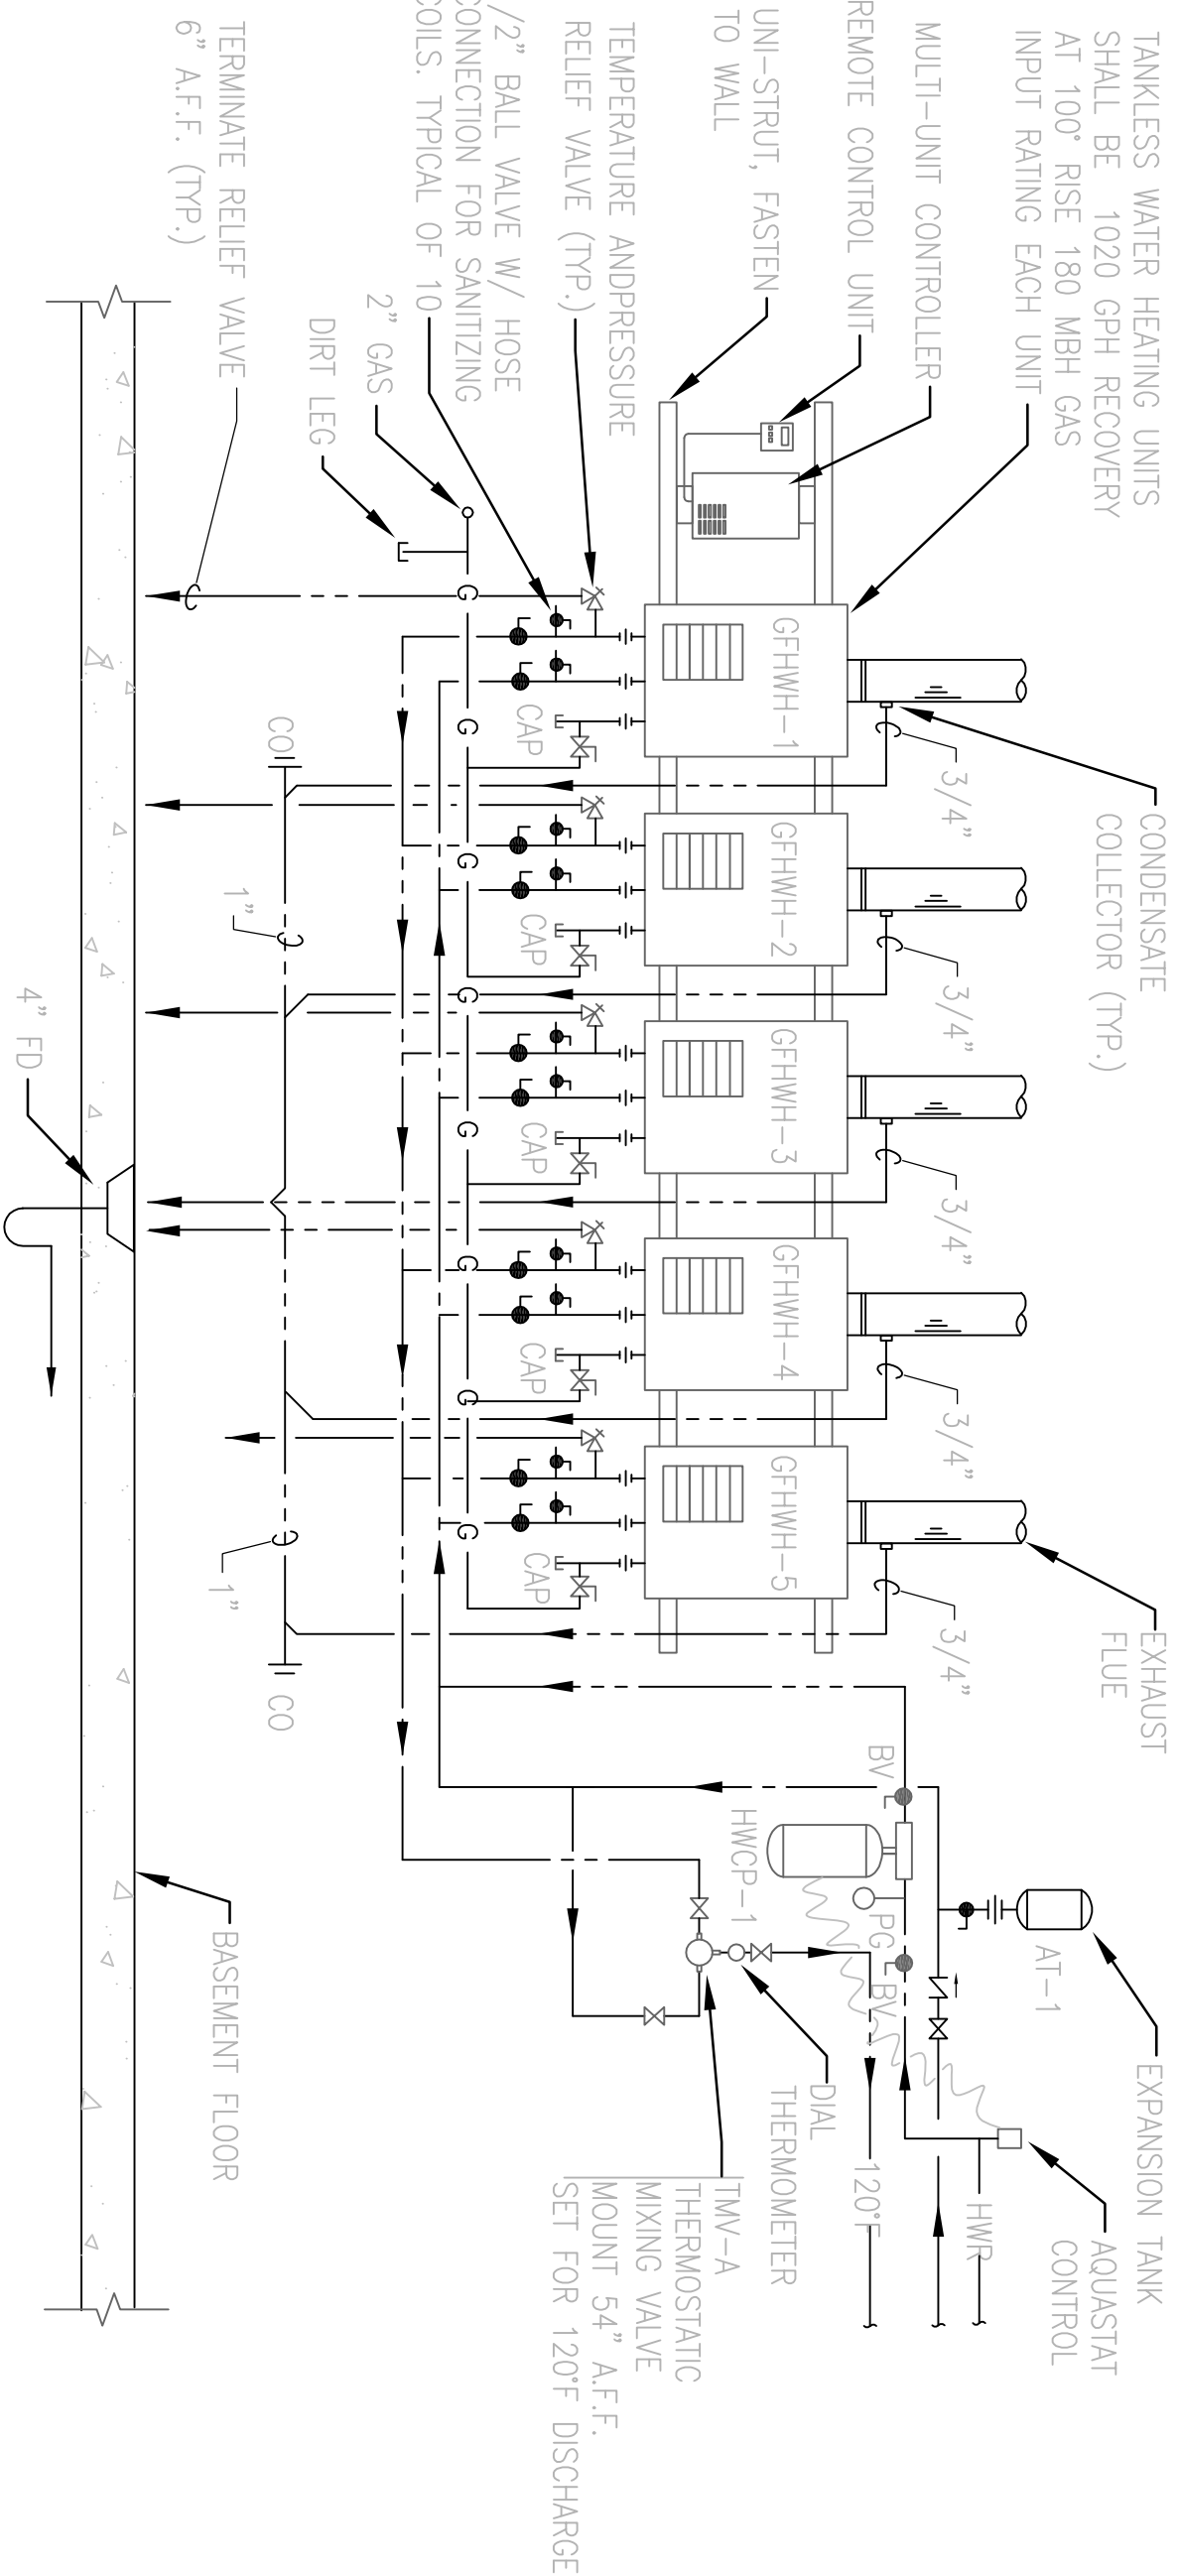 TANKLESS WATER HEATING UNITS
SHALL BE 1020 GPH RECOVERY
AT 100° RISE 180 MBH GAS
INPUT RATING EACH UNIT
MULTI-UNIT CONTROLLER
REMOTE CONTROL UNIT
UNI-STRUT, FASTEN
TO WALL
TEMPERATURE ANDPRESSURE
RELIEF VALVE (TYP.)
/2" BALL VALVE W/ HOSE
CONNECTION FOR SANITIZING
COILS. TYPICAL OF 10
2" GAS
DIRT LEG
TERMINATE RELIEF VALVE
6" A.F.F. (TYP.)
CONDENSATE
COLLECTOR (TYP.)
EXHAUST
FLUE
3/4"
3/4"
3/4"
3/4"
3/4"
GFHWH-1
GFHWH-2
GFHWH-3
GFHWH-4
GFHWH-5
CAP
CAP
CAP
CAP
CAP
G
G
G
G
G
G
G
G
CO
CO
1"
1"
4" FD
BASEMENT FLOOR
EXPANSION TANK
AT-1
AQUASTAT
CONTROL
HWR
BV
PG
BV
HWCP-1
120°F
DIAL
THERMOMETER
TMV-A
THERMOSTATIC
MIXING VALVE
MOUNT 54" A.F.F.
SET FOR 120°F DISCHARGE